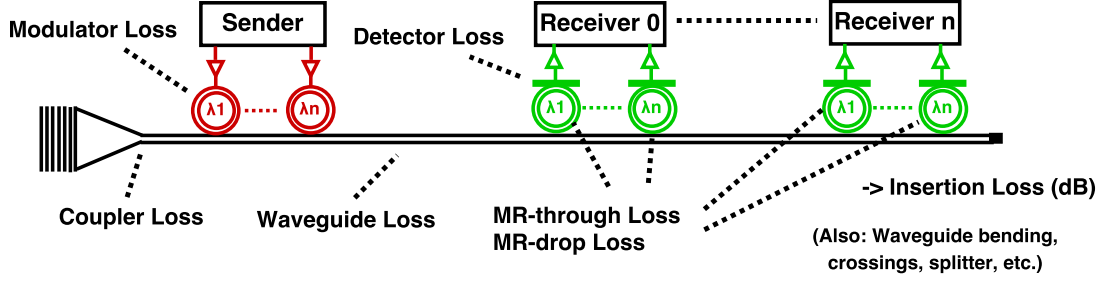 Sender
Receiver 0
Receiver n
Modulator Loss
Detector Loss
λ1
λn
λ1
λn
λ1
λn
Coupler Loss
Waveguide Loss
MR-through Loss
MR-drop Loss
-> Insertion Loss (dB)
(Also: Waveguide bending,
crossings, splitter, etc.)